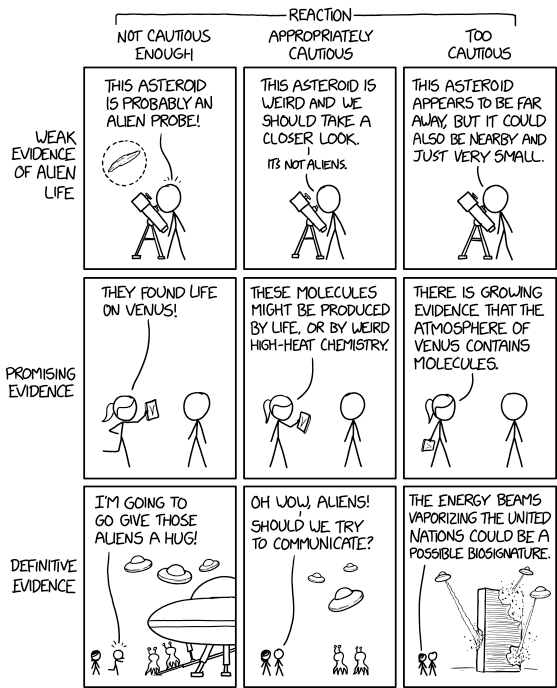 REACTION
NOT CAUTIOUS
ENOUGH
APPROPRIATELY
CAUTIOUS
TOO
CAUTIOUS
WEAK
EVIDENCE
OF ALIEN
LIFE
THIS ASTEROID
IS PROBABLY AN
ALIEN PROBE!
THIS ASTEROID IS
WEIRD AND WE
SHOULD TAKE A
CLOSER LOOK.
IT'S NOT ALIENS.
THIS ASTEROID
APPEARS TO BE FAR
AWAY, BUT IT COULD
ALSO BE NEARBY AND
JUST VERY SMALL.
PROMISING
EVIDENCE
THEY FOUND LIFE
ON VENUS!
THESE MOLECULES
MIGHT BE PRODUCED
BY LIFE, OR BY WEIRD
HIGH-HEAT CHEMISTRY.
THERE IS GROWING
EVIDENCE THAT THE
ATMOSPHERE OF
VENUS CONTAINS
MOLECULES.
DEFINITIVE
EVIDENCE
I'M GOING TO
GO GIVE THOSE
ALIENS A HUG!
OH WOW, ALIENS!
SHOULD WE TRY
TO COMMUNICATE?
THE ENERGY BEAMS
VAPORIZING THE UNITED
NATIONS COULD BE A
POSSIBLE BIOSIGNATURE.